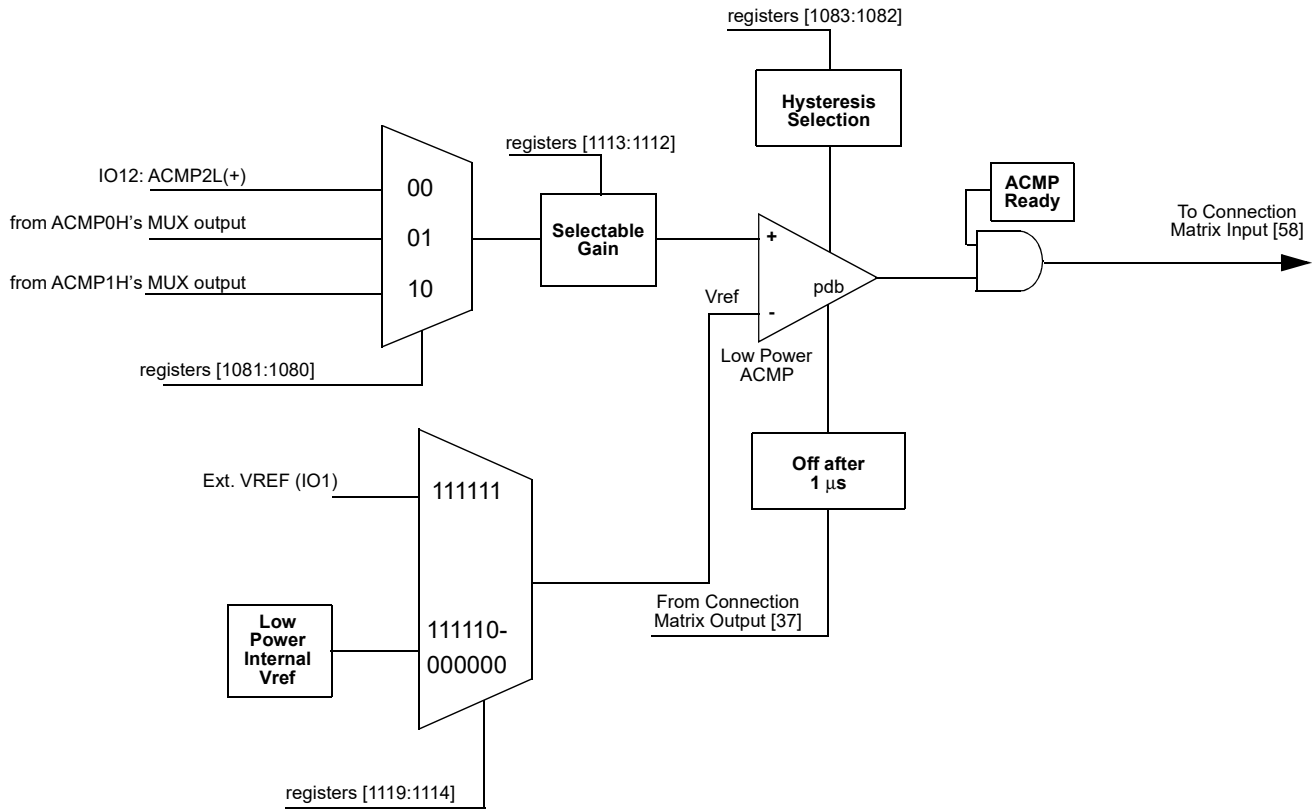 registers [1083:1082]
Hysteresis
Selection
registers [1113:1112]
IO12: ACMP2L(+)
00
from ACMP0H's MUX output
01
from ACMP1H's MUX output
10
Selectable
Gain
ACMP
Ready
To Connection
Matrix Input [58]
+
Vref
-
pdb
Low Power
ACMP
registers [1081:1080]
Off after
1 μs
Ext. VREF (IO1)
111111
From Connection
Matrix Output [37]
Low
Power
Internal
Vref
111110-
000000
registers [1119:1114]